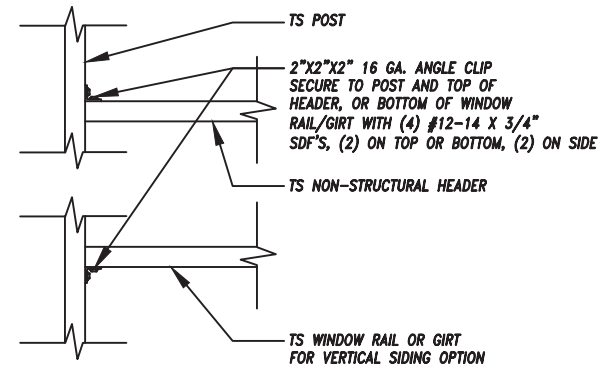 TS POST
2"X2"X2" 16 GA. ANGLE CLIP
SECURE TO POST AND TOP OF
HEADER, OR BOTTOM OF WINDOW
RAIL/GIRT WITH (4) #12-14 X 3/4"
SDF'S, (2) ON TOP OR BOTTOM, (2) ON SIDE
TS NON-STRUCTURAL HEADER
TS WINDOW RAIL OR GIRT
FOR VERTICAL SIDING OPTION